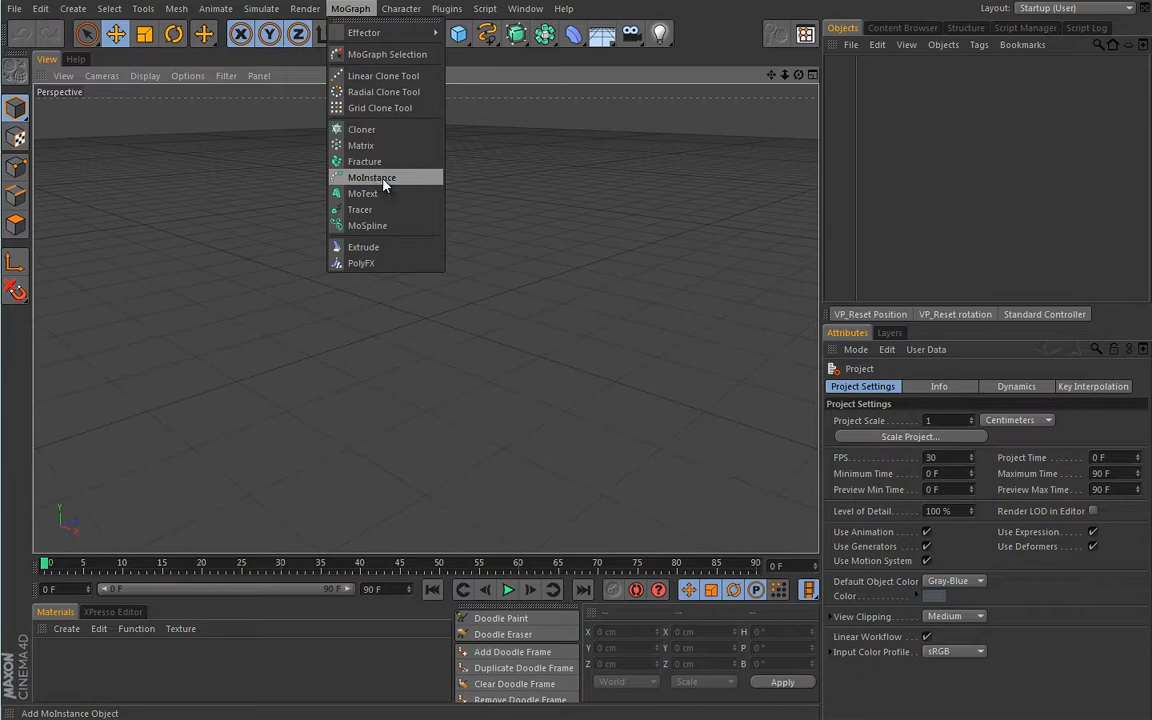 File Edit Create Select Tools Mesh Animate Simulate Render MoGraph Character Plugins Script Window Help
Layout: Startup (User)
X Y Z
View Help
View Cameras Display Options Filter Panel
Perspective
Effector
MoGraph Selection
Linear Clone Tool
Radial Clone Tool
Grid Clone Tool
Cloner
Matrix
Fracture
MoInstance
MoText
Tracer
MoSpline
Extrude
PolyFX
Objects Content Browser Structure Script Manager Script Log
File Edit View Objects Tags Bookmarks
VP_Reset Position VP_Reset rotation Standard Controller
Attributes Layers
Mode Edit User Data
Project
Project Settings Info Dynamics Key Interpolation
Project Settings
Project Scale 1 Centimeters
Scale Project...
FPS 30 Project Time 0 F
Minimum Time 0 F Maximum Time 90 F
Preview Min Time 0 F Preview Max Time 90 F
Level of Detail 100 % Render LOD in Editor
Use Animation Use Expression
Use Generators Use Deformers
Use Motion System
Default Object Color Gray-Blue
Color
View Clipping Medium
Linear Workflow
Input Color Profile sRGB
Y
X
0 5 10 15 20 25 30 35 40 45 50 55 60 65 70 75 80 85 90 0 F
0 F 0 F 90 F 90 F
Materials XPresso Editor
Create Edit Function Texture
Doodle Paint
Doodle Eraser
Add Doodle Frame
Duplicate Doodle Frame
Clear Doodle Frame
Remove Doodle Frame
-- -- --
X 0 cm X 0 cm H 0 °
Y 0 cm Y 0 cm P 0 °
Z 0 cm Z 0 cm B 0 °
World Scale Apply
MAXON
CINEMA 4D
Add MoInstance Object